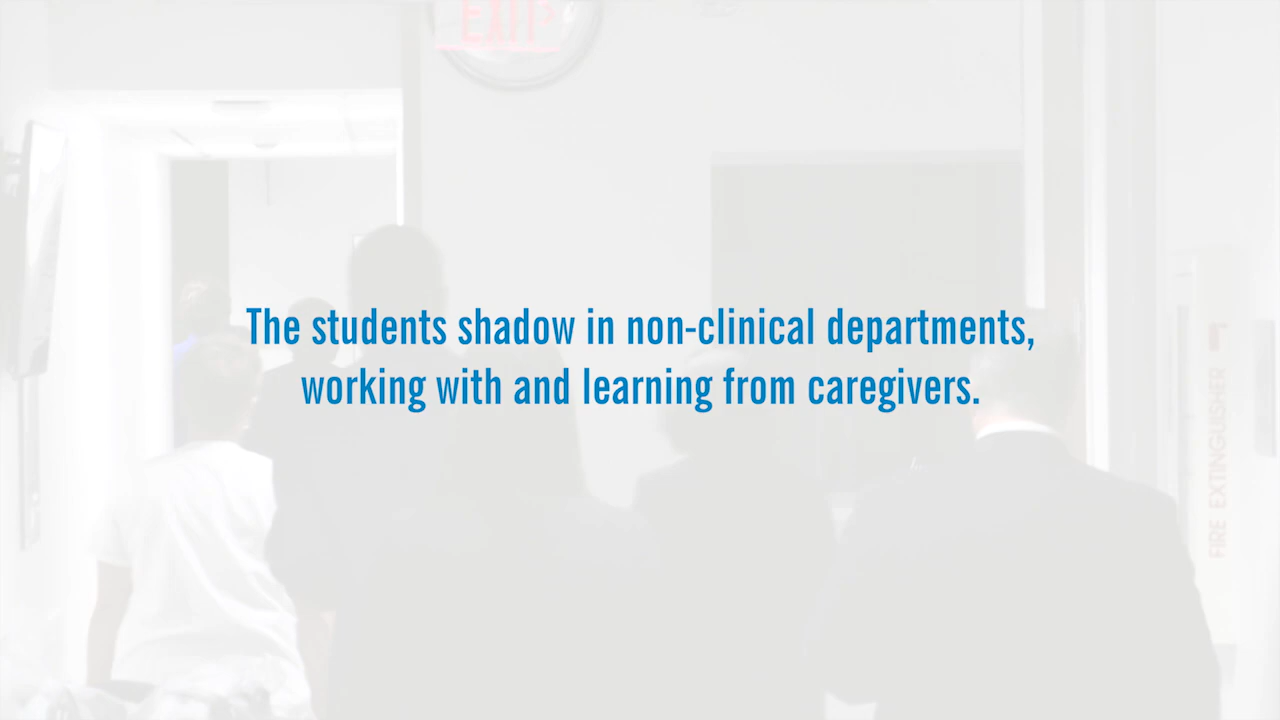 EXIT
The students shadow in non-clinical departments,
working with and learning from caregivers.
FIRE EXTINGUISHER